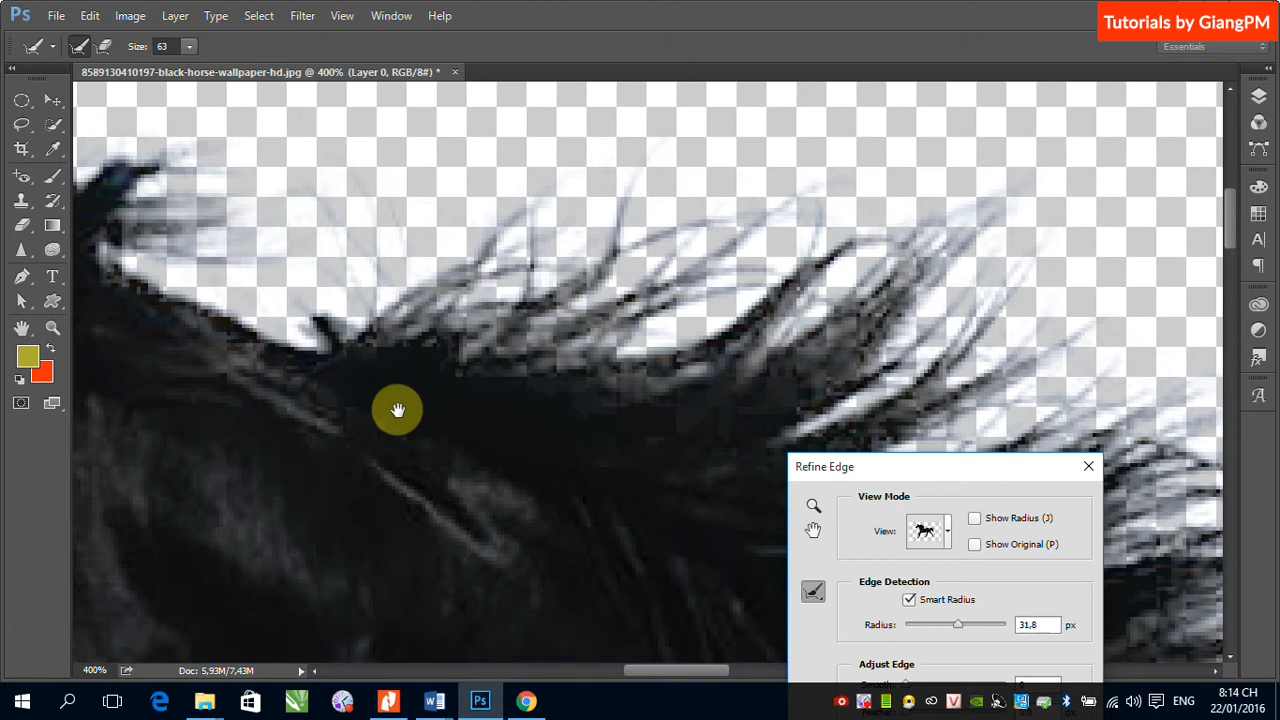 Ps File Edit Image Layer Type Select Filter View Window Help
Tutorials by GiangPM
Size: 63
Essentials
8589130410197-black-horse-wallpaper-hd.jpg @ 400% (Layer 0, RGB/8#) *
Refine Edge
View Mode
View:
Show Radius (J)
Show Original (P)
Edge Detection
Smart Radius
Radius: 31,8 px
Adjust Edge
400% Doc: 5,93M/7,43M
ENG
8:14 CH
22/01/2016